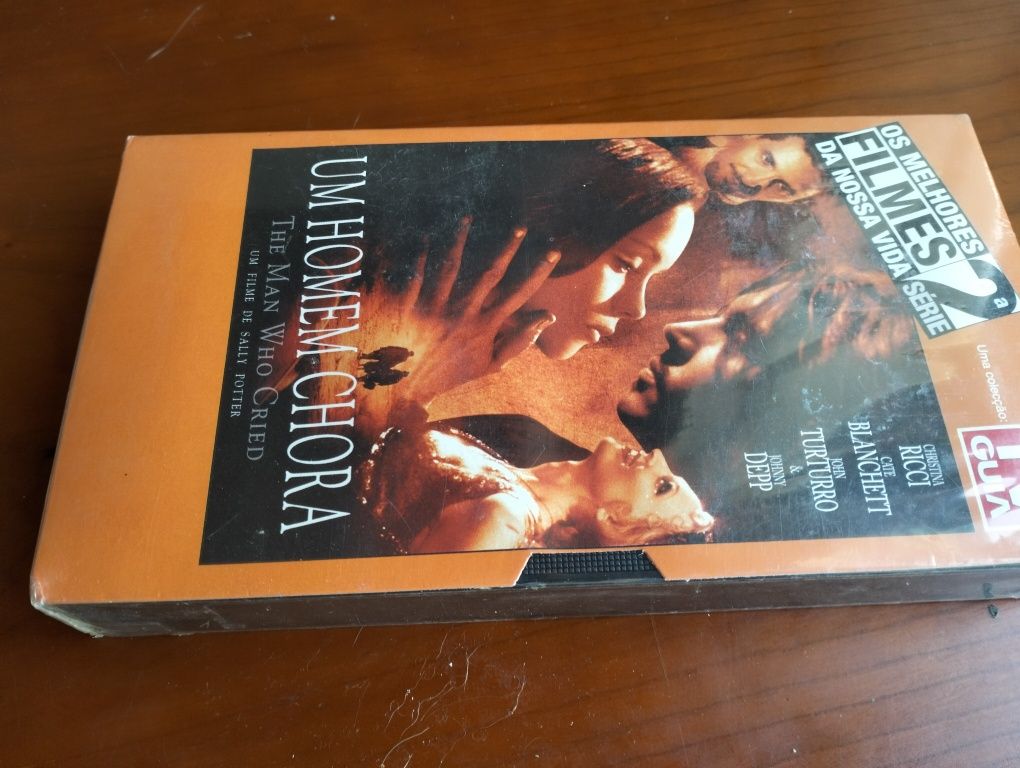 OS MELHORES
FILMES
DA NOSSA VIDA SÉRIE
2ª
Uma colecção:
GUIA
CHRISTINA
RICCI
CATE
BLANCHETT
JOHN
TURTURRO
&
JOHNNY
DEPP
UM HOMEM CHORA
THE MAN WHO CRIED
UM FILME DE SALLY POTTER